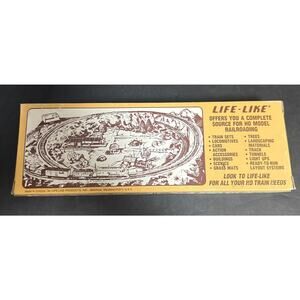 LIFE-LIKE®
OFFERS YOU A COMPLETE
SOURCE FOR HO MODEL
RAILROADING
• TRAIN SETS
• LOCOMOTIVES
• CARS
• ACTION
ACCESSORIES
• BUILDINGS
• SCENICS
• GRASS MATS
• TREES
• LANDSCAPING
MATERIALS
• TRACK
• TUNNELS
• LIGHT UPS
• READY-TO-RUN
LAYOUT SYSTEMS
LOOK TO LIFE-LIKE
FOR ALL YOUR HO TRAIN NEEDS